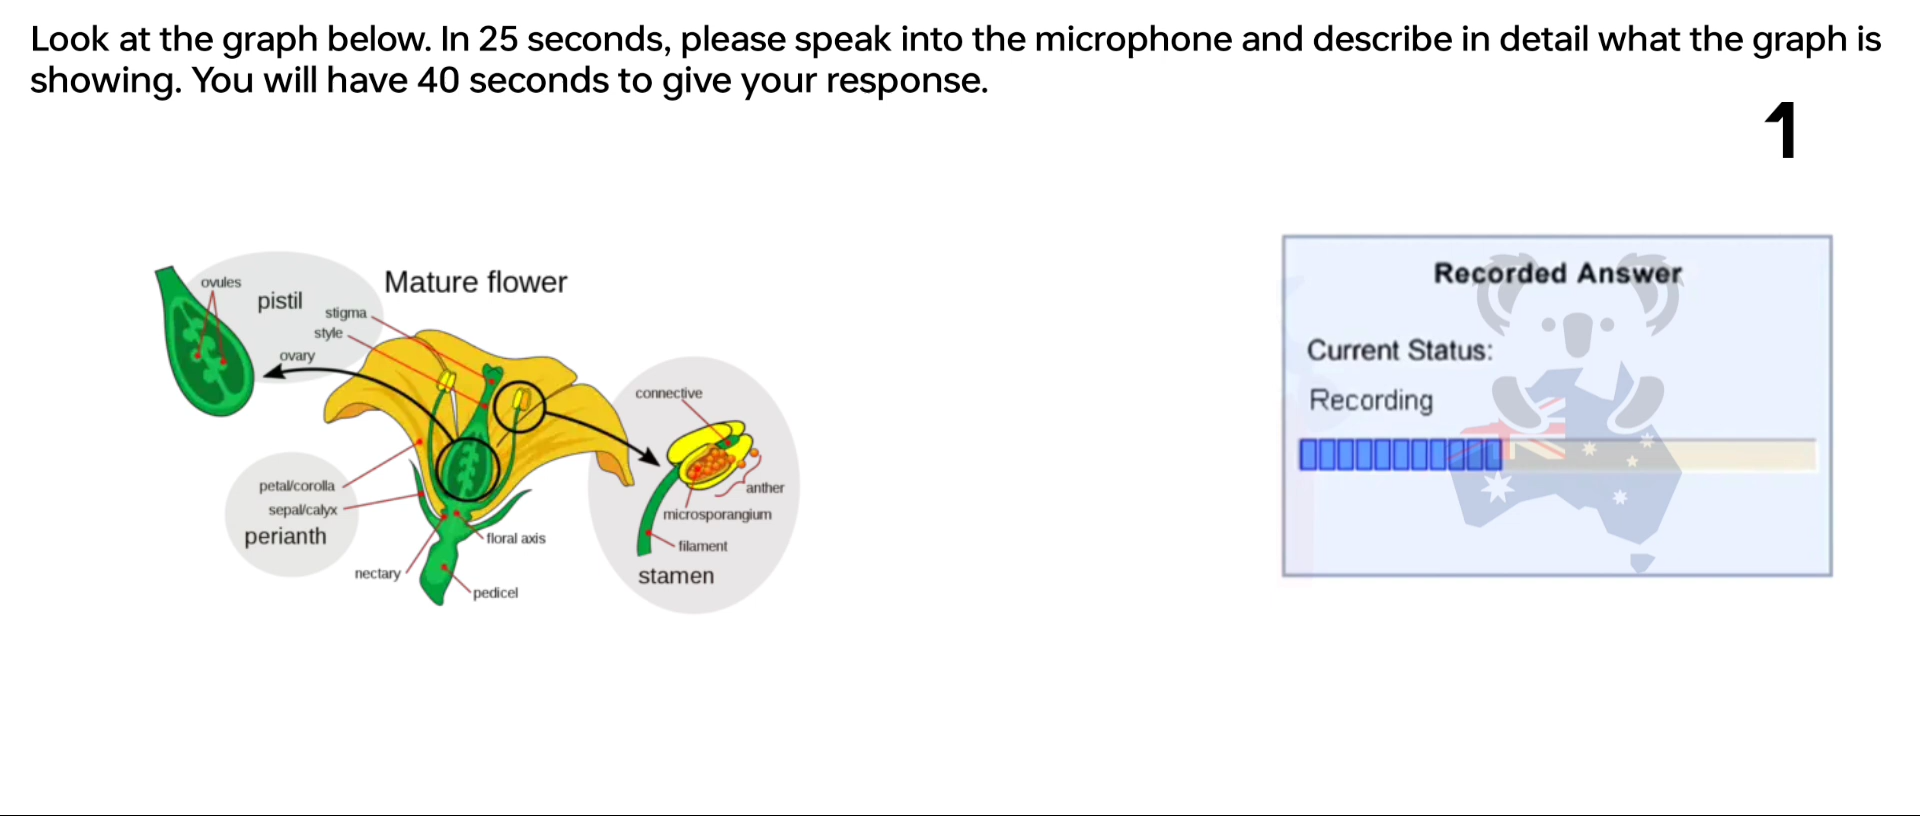 Look at the graph below. In 25 seconds, please speak into the microphone and describe in detail what the graph is
showing. You will have 40 seconds to give your response.
1
Mature flower
ovules
pistil
stigma
style
ovary
petal/corolla
sepal/calyx
perianth
nectary
floral axis
pedicel
connective
anther
microsporangium
filament
stamen
Recorded Answer
Current Status:
Recording